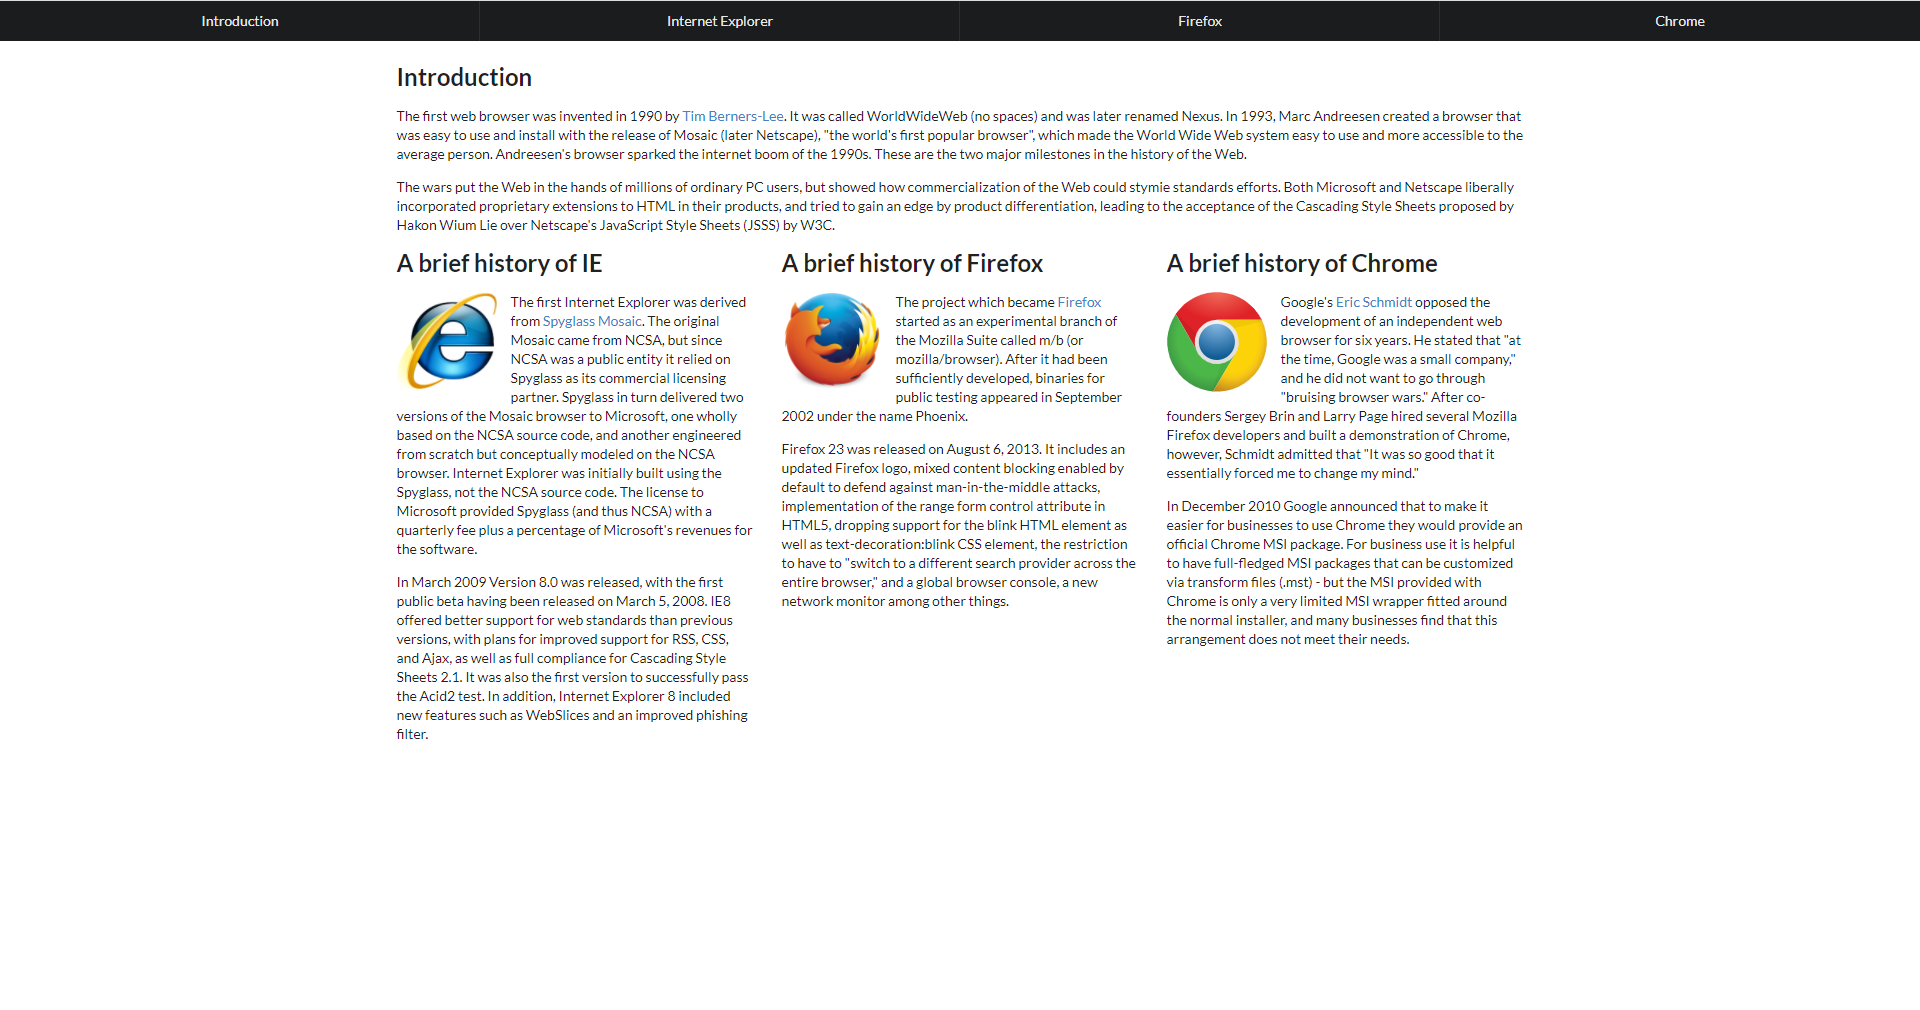 Introduction
Internet Explorer
Firefox
Chrome
Introduction
The first web browser was invented in 1990 by Tim Berners-Lee. It was called WorldWideWeb (no spaces) and was later renamed Nexus. In 1993, Marc Andreesen created a browser that
was easy to use and install with the release of Mosaic (later Netscape), "the world's first popular browser", which made the World Wide Web system easy to use and more accessible to the
average person. Andreesen's browser sparked the internet boom of the 1990s. These are the two major milestones in the history of the Web.
The wars put the Web in the hands of millions of ordinary PC users, but showed how commercialization of the Web could stymie standards efforts. Both Microsoft and Netscape liberally
incorporated proprietary extensions to HTML in their products, and tried to gain an edge by product differentiation, leading to the acceptance of the Cascading Style Sheets proposed by
Hakon Wium Lie over Netscape's JavaScript Style Sheets (JSSS) by W3C.
A brief history of IE
The first Internet Explorer was derived
from Spyglass Mosaic. The original
Mosaic came from NCSA, but since
NCSA was a public entity it relied on
Spyglass as its commercial licensing
partner. Spyglass in turn delivered two
versions of the Mosaic browser to Microsoft, one wholly
based on the NCSA source code, and another engineered
from scratch but conceptually modeled on the NCSA
browser. Internet Explorer was initially built using the
Spyglass, not the NCSA source code. The license to
Microsoft provided Spyglass (and thus NCSA) with a
quarterly fee plus a percentage of Microsoft's revenues for
the software.
In March 2009 Version 8.0 was released, with the first
public beta having been released on March 5, 2008. IE8
offered better support for web standards than previous
versions, with plans for improved support for RSS, CSS,
and Ajax, as well as full compliance for Cascading Style
Sheets 2.1. It was also the first version to successfully pass
the Acid2 test. In addition, Internet Explorer 8 included
new features such as WebSlices and an improved phishing
filter.
A brief history of Firefox
The project which became Firefox
started as an experimental branch of
the Mozilla Suite called m/b (or
mozilla/browser). After it had been
sufficiently developed, binaries for
public testing appeared in September
2002 under the name Phoenix.
Firefox 23 was released on August 6, 2013. It includes an
updated Firefox logo, mixed content blocking enabled by
default to defend against man-in-the-middle attacks,
implementation of the range form control attribute in
HTML5, dropping support for the blink HTML element as
well as text-decoration:blink CSS element, the restriction
to have to "switch to a different search provider across the
entire browser," and a global browser console, a new
network monitor among other things.
A brief history of Chrome
Google's Eric Schmidt opposed the
development of an independent web
browser for six years. He stated that "at
the time, Google was a small company,"
and he did not want to go through
"bruising browser wars." After co-
founders Sergey Brin and Larry Page hired several Mozilla
Firefox developers and built a demonstration of Chrome,
however, Schmidt admitted that "It was so good that it
essentially forced me to change my mind."
In December 2010 Google announced that to make it
easier for businesses to use Chrome they would provide an
official Chrome MSI package. For business use it is helpful
to have full-fledged MSI packages that can be customized
via transform files (.mst) - but the MSI provided with
Chrome is only a very limited MSI wrapper fitted around
the normal installer, and many businesses find that this
arrangement does not meet their needs.